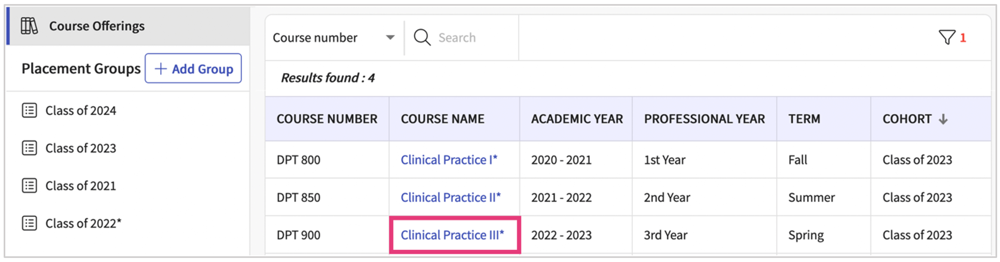 Course Offerings
Placement Groups
+ Add Group
Class of 2024
Class of 2023
Class of 2021
Class of 2022*
Course number
Search
1
Results found : 4
COURSE NUMBER COURSE NAME ACADEMIC YEAR PROFESSIONAL YEAR TERM COHORT ↓
DPT 800 Clinical Practice I* 2020 - 2021 1st Year Fall Class of 2023
DPT 850 Clinical Practice II* 2021 - 2022 2nd Year Summer Class of 2023
DPT 900 Clinical Practice III* 2022 - 2023 3rd Year Spring Class of 2023